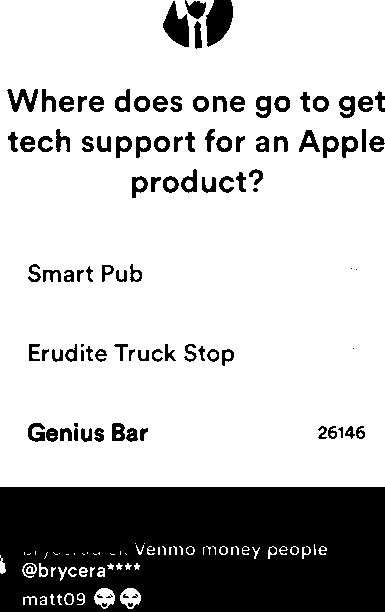 Where does one go to get
tech support for an Apple
product?
Smart Pub
Erudite Truck Stop
Genius Bar 26146
Venmo money people
@brycera****
matt09